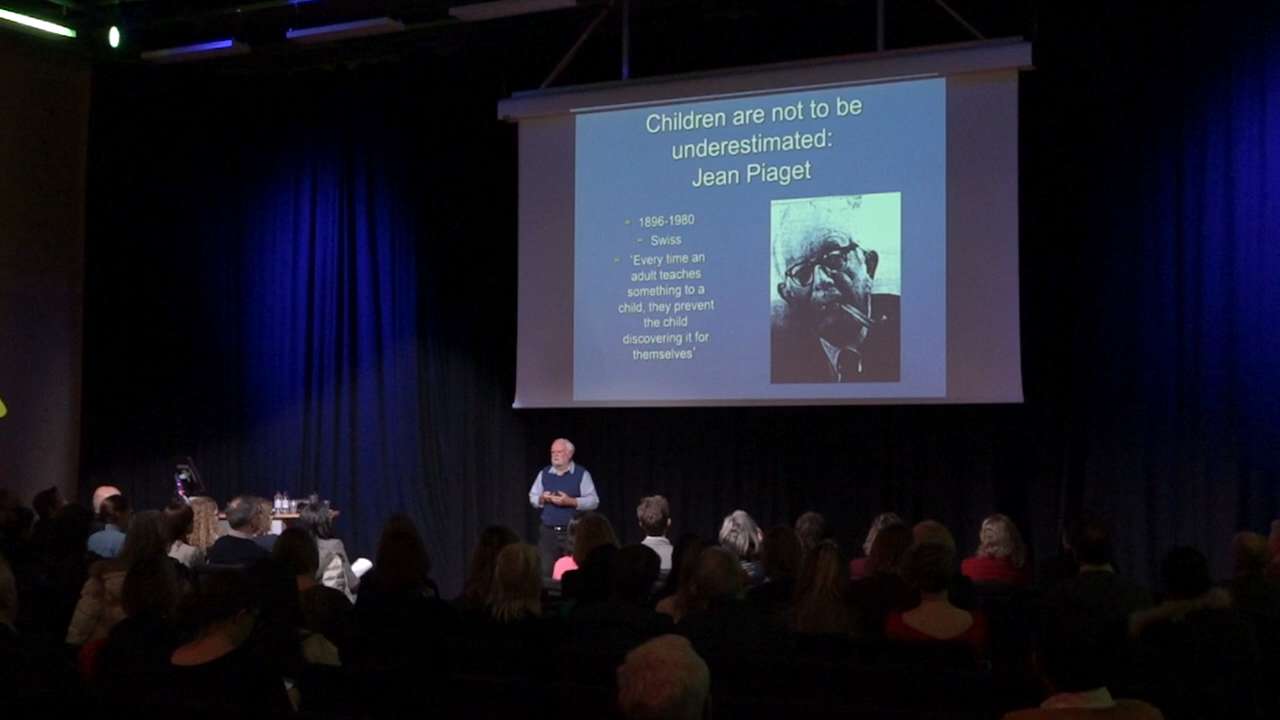 Children are not to be
underestimated:
Jean Piaget
- 1896-1980
- Swiss
- 'Every time an
adult teaches
something to a
child, they prevent
the child
discovering it for
themselves'